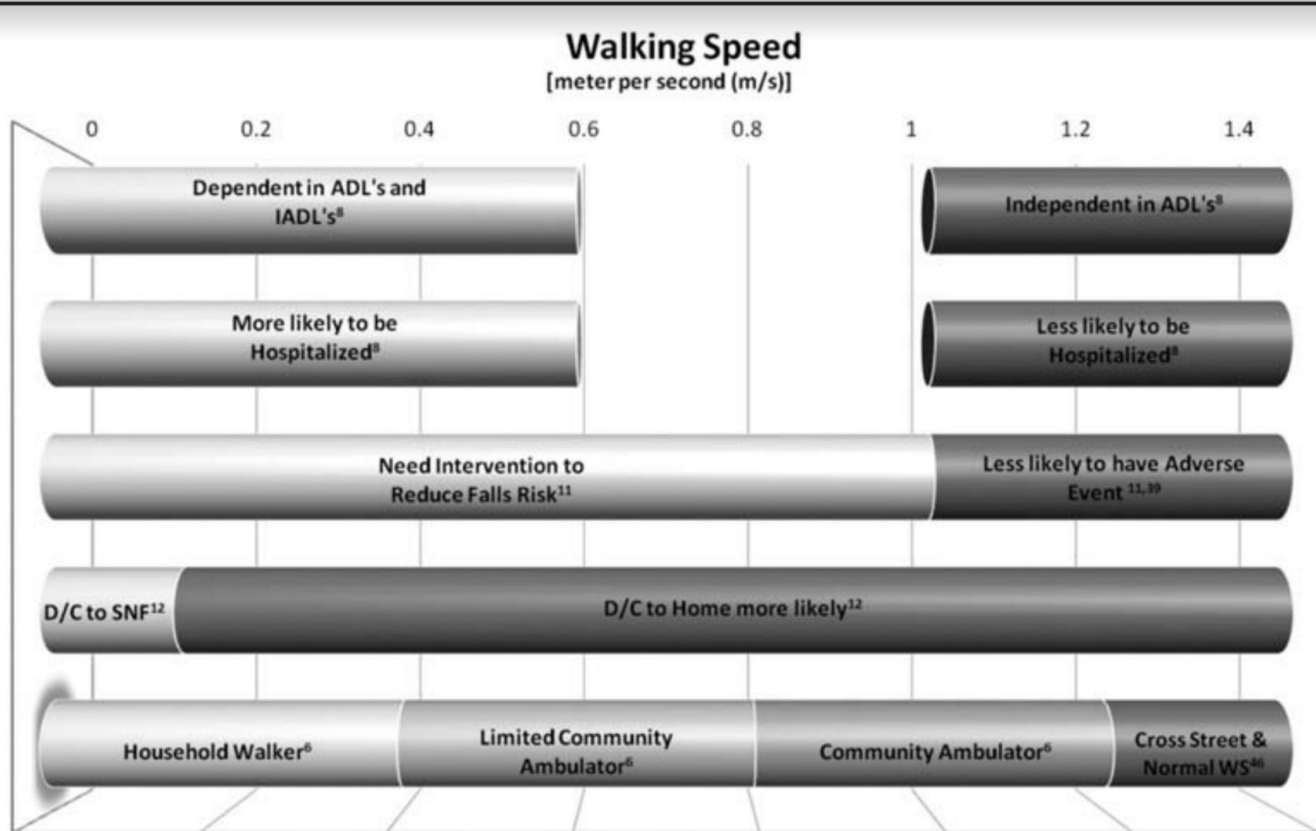 Walking Speed
[meter per second (m/s)]
0 0.2 0.4 0.6 0.8 1 1.2 1.4
Dependent in ADL's and
IADL's⁸
Independent in ADL's⁸
More likely to be
Hospitalized⁸
Less likely to be
Hospitalized⁸
Need Intervention to
Reduce Falls Risk¹¹
Less likely to have Adverse
Event ¹¹,³⁹
D/C to SNF¹²
D/C to Home more likely¹²
Household Walker⁶
Limited Community
Ambulator⁶
Community Ambulator⁶
Cross Street &
Normal WS⁴⁶